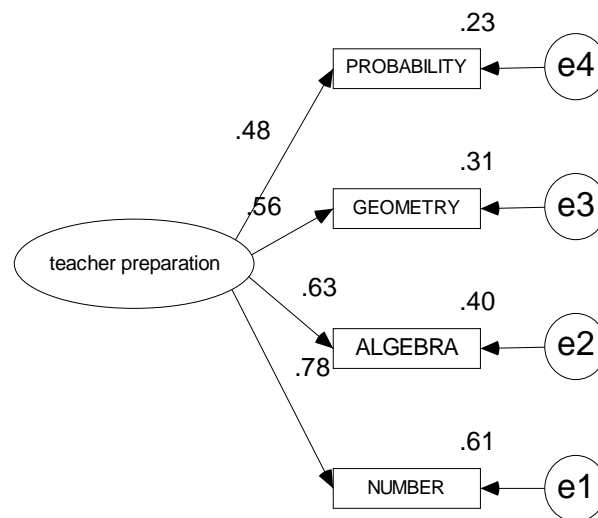 .23
PROBABILITY
e4
.48
.31
.56
GEOMETRY
e3
teacher preparation
.63
.40
ALGEBRA
e2
.78
.61
NUMBER
e1